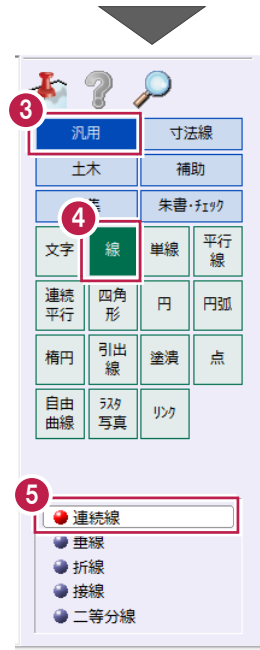 3
汎用 寸法線
土木 補助
4 朱書・ﾁｪｯｸ
文字 線 単線 平行
線
連続
平行 四角
形 円 円弧
楕円 引出
線 塗潰 点
自由
曲線 ﾗｽﾀ
写真 ﾘﾝｸ
5
連続線
垂線
折線
接線
二等分線